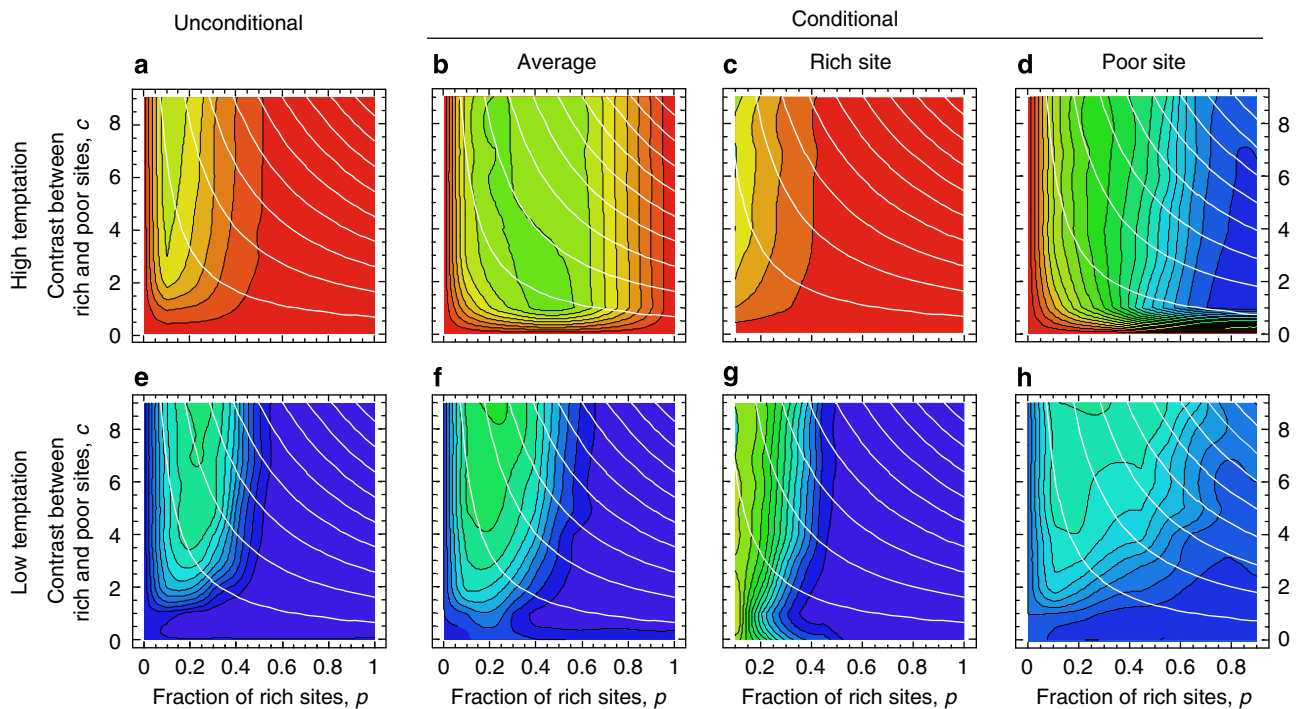 Unconditional
Conditional
Average
Rich site
Poor site
a
b
c
d
High temptation
Contrast between
rich and poor sites, c
8
6
4
2
0
8
6
4
2
0
e
f
g
h
Low temptation
Contrast between
rich and poor sites, c
8
6
4
2
0
8
6
4
2
0
0 0.2 0.4 0.6 0.8 1
0 0.2 0.4 0.6 0.8 1
0.2 0.4 0.6 0.8 1
0 0.2 0.4 0.6 0.8
Fraction of rich sites, p
Fraction of rich sites, p
Fraction of rich sites, p
Fraction of rich sites, p